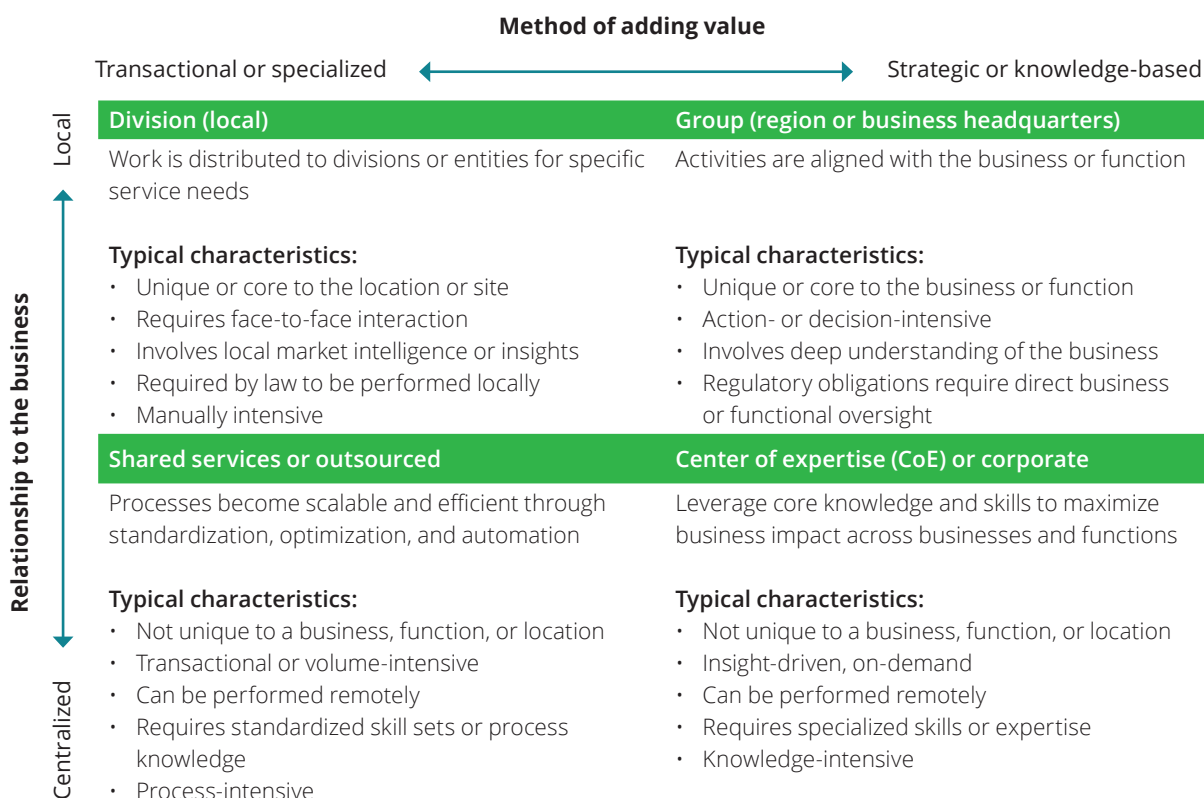 Method of adding value
Transactional or specialized
Strategic or knowledge-based
Relationship to the business
Local
Centralized
Division (local)
Work is distributed to divisions or entities for specific
service needs
Typical characteristics:
• Unique or core to the location or site
• Requires face-to-face interaction
• Involves local market intelligence or insights
• Required by law to be performed locally
• Manually intensive
Group (region or business headquarters)
Activities are aligned with the business or function
Typical characteristics:
• Unique or core to the business or function
• Action- or decision-intensive
• Involves deep understanding of the business
• Regulatory obligations require direct business
or functional oversight
Shared services or outsourced
Processes become scalable and efficient through
standardization, optimization, and automation
Typical characteristics:
• Not unique to a business, function, or location
• Transactional or volume-intensive
• Can be performed remotely
• Requires standardized skill sets or process
knowledge
• Process-intensive
Center of expertise (CoE) or corporate
Leverage core knowledge and skills to maximize
business impact across businesses and functions
Typical characteristics:
• Not unique to a business, function, or location
• Insight-driven, on-demand
• Can be performed remotely
• Requires specialized skills or expertise
• Knowledge-intensive